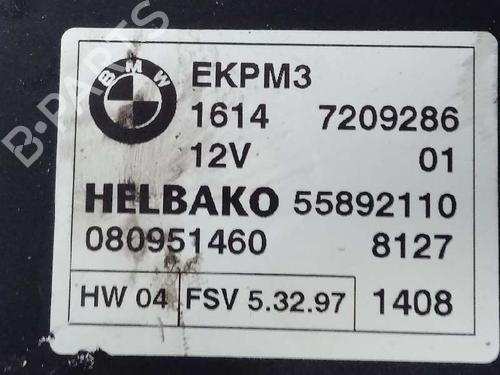 BMW
EKPM3
1614 7209286
12V 01
HELBAKO 55892110
080951460 8127
HW 04 FSV 5.32.97 1408
B-PARTS